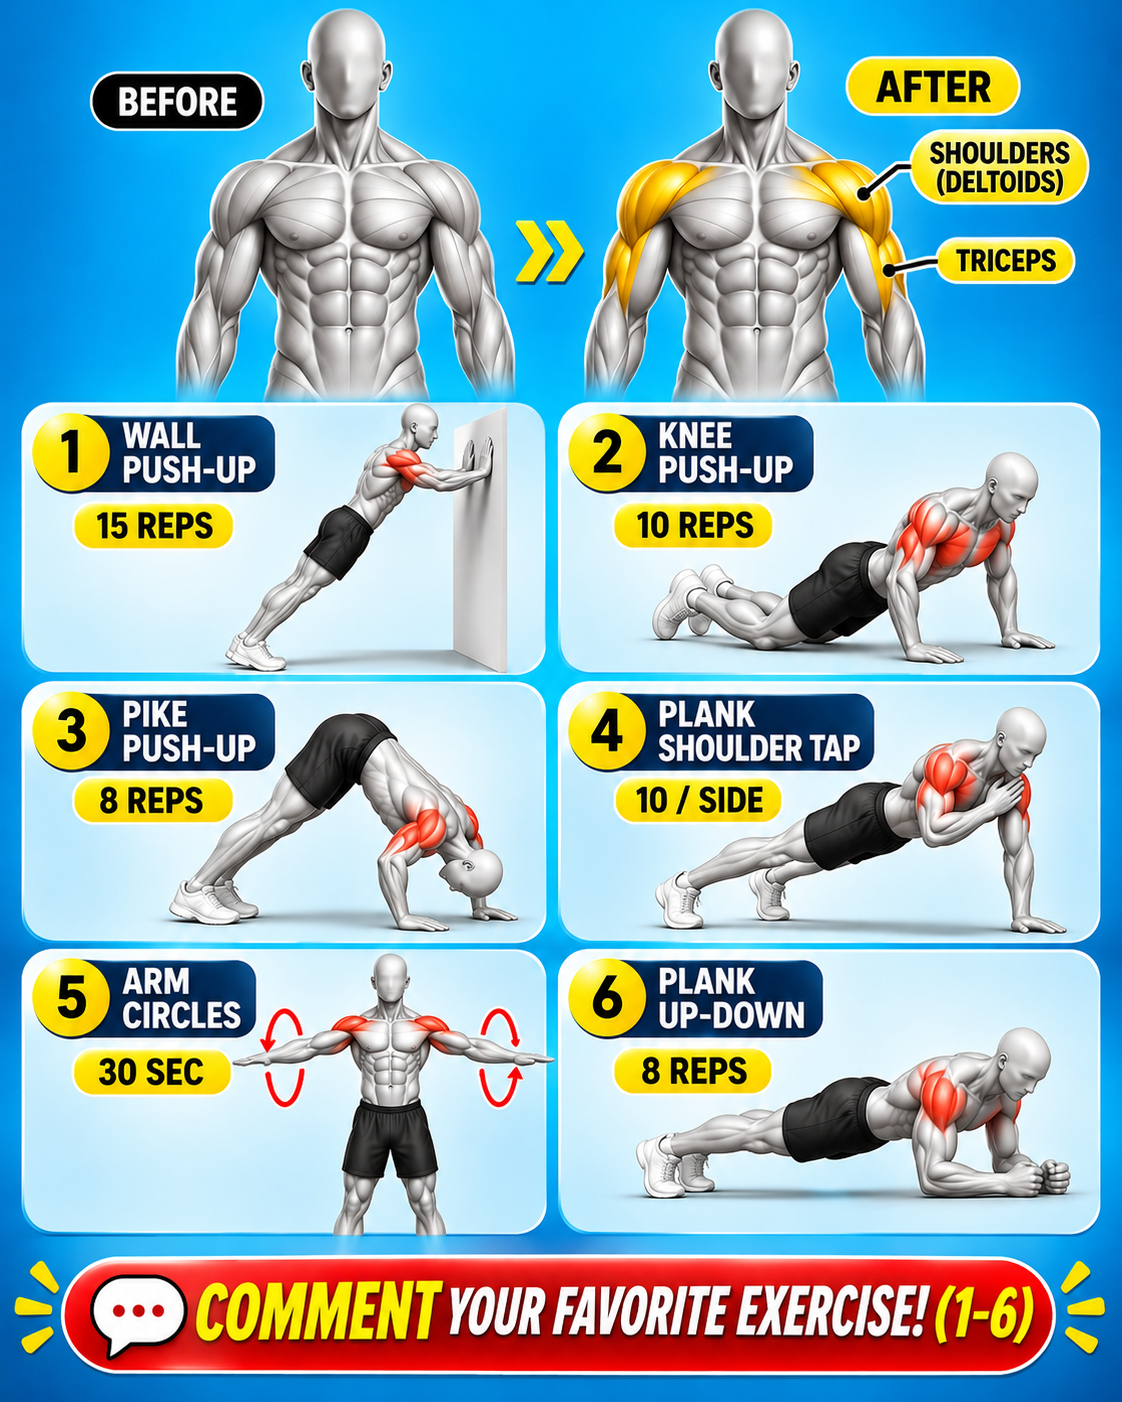 BEFORE
AFTER
SHOULDERS
(DELTOIDS)
TRICEPS
1
WALL
PUSH-UP
15 REPS
2
KNEE
PUSH-UP
10 REPS
3
PIKE
PUSH-UP
8 REPS
4
PLANK
SHOULDER TAP
10 / SIDE
5
ARM
CIRCLES
30 SEC
6
PLANK
UP-DOWN
8 REPS
COMMENT YOUR FAVORITE EXERCISE! (1-6)